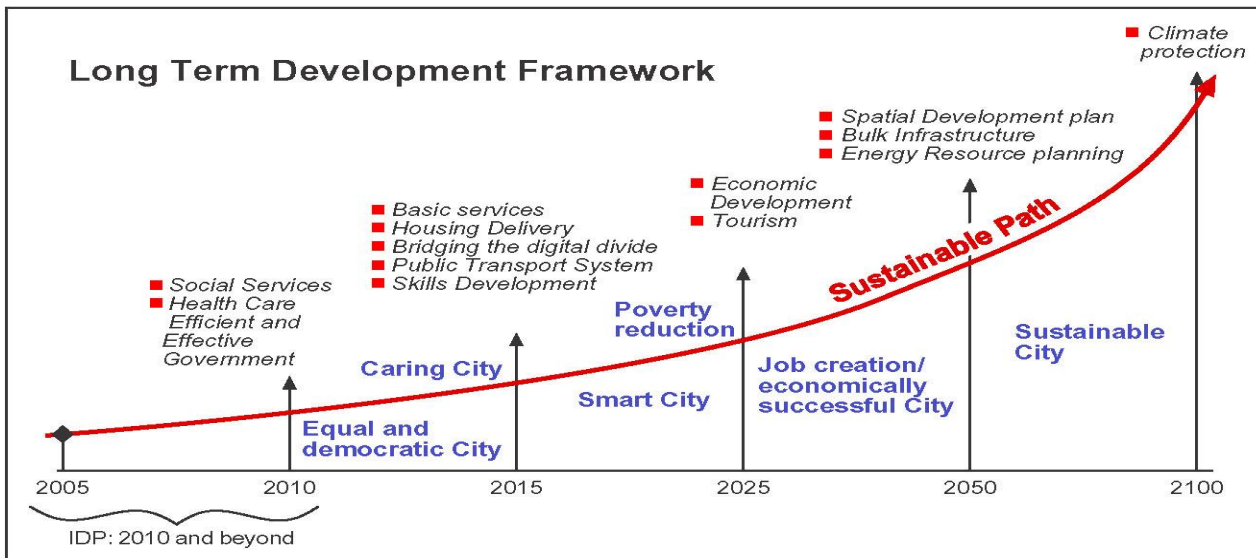 Long Term Development Framework
Climate
protection
Spatial Development plan
Bulk Infrastructure
Energy Resource planning
Economic
Development
Tourism
Basic services
Housing Delivery
Bridging the digital divide
Public Transport System
Skills Development
Social Services
Health Care
Efficient and
Effective
Government
Sustainable Path
Poverty
reduction
Caring City
Smart City
Job creation/
economically
successful City
Sustainable
City
Equal and
democratic City
2005
2010
2015
2025
2050
2100
IDP: 2010 and beyond